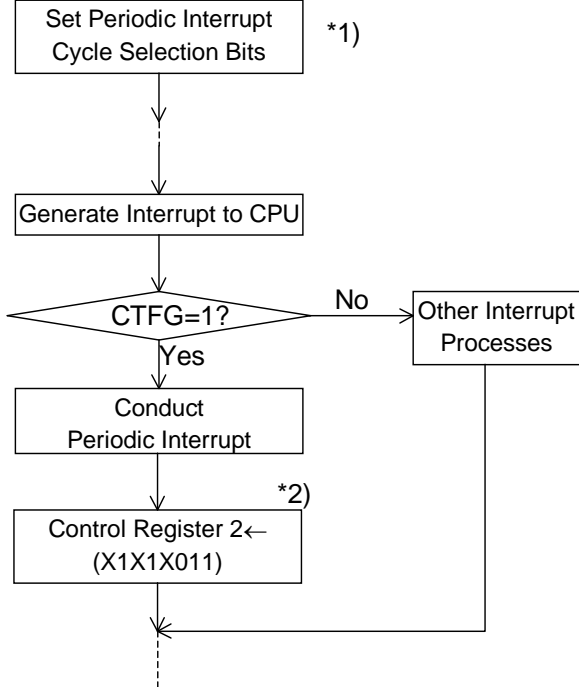 Set Periodic Interrupt
Cycle Selection Bits
*1)
Generate Interrupt to CPU
CTFG=1?
No
Other Interrupt
Processes
Yes
Conduct
Periodic Interrupt
*2)
Control Register 2←
(X1X1X011)